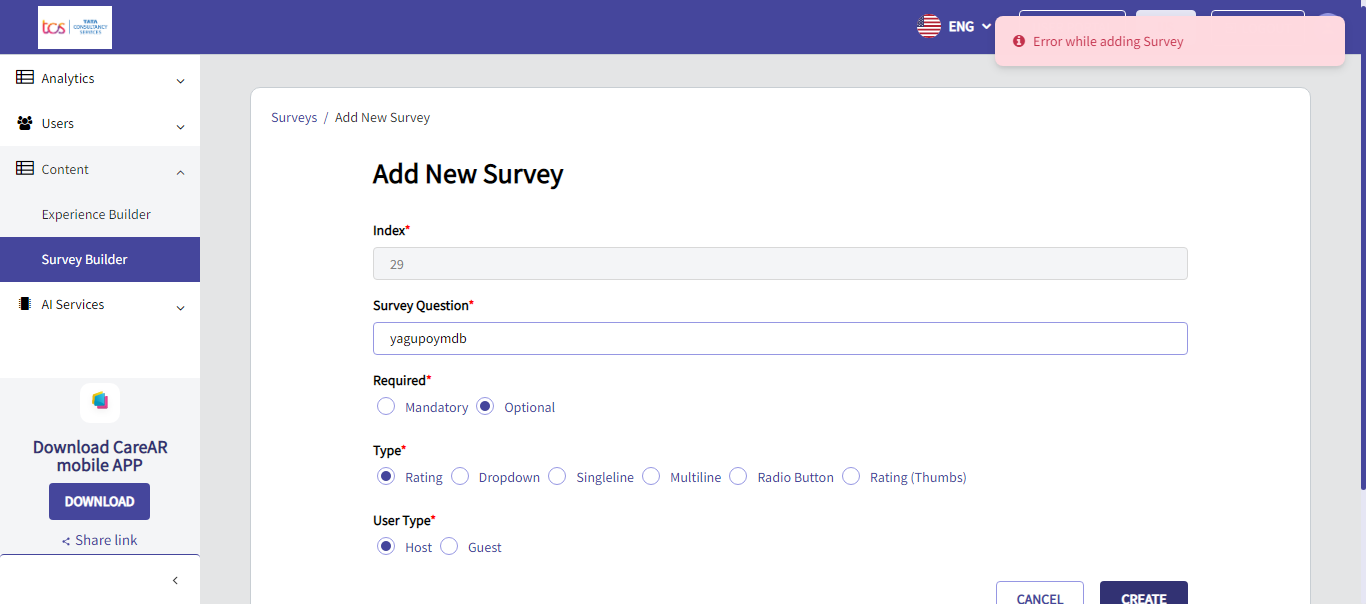 tcs TATA
CONSULTANCY
SERVICES
ENG
Error while adding Survey
Analytics
Users
Content
Experience Builder
Survey Builder
AI Services
Download CareAR
mobile APP
DOWNLOAD
Share link
Surveys / Add New Survey
Add New Survey
Index*
29
Survey Question*
yagupoymdb
Required*
Mandatory Optional
Type*
Rating Dropdown Singleline Multiline Radio Button Rating (Thumbs)
User Type*
Host Guest
CANCEL CREATE